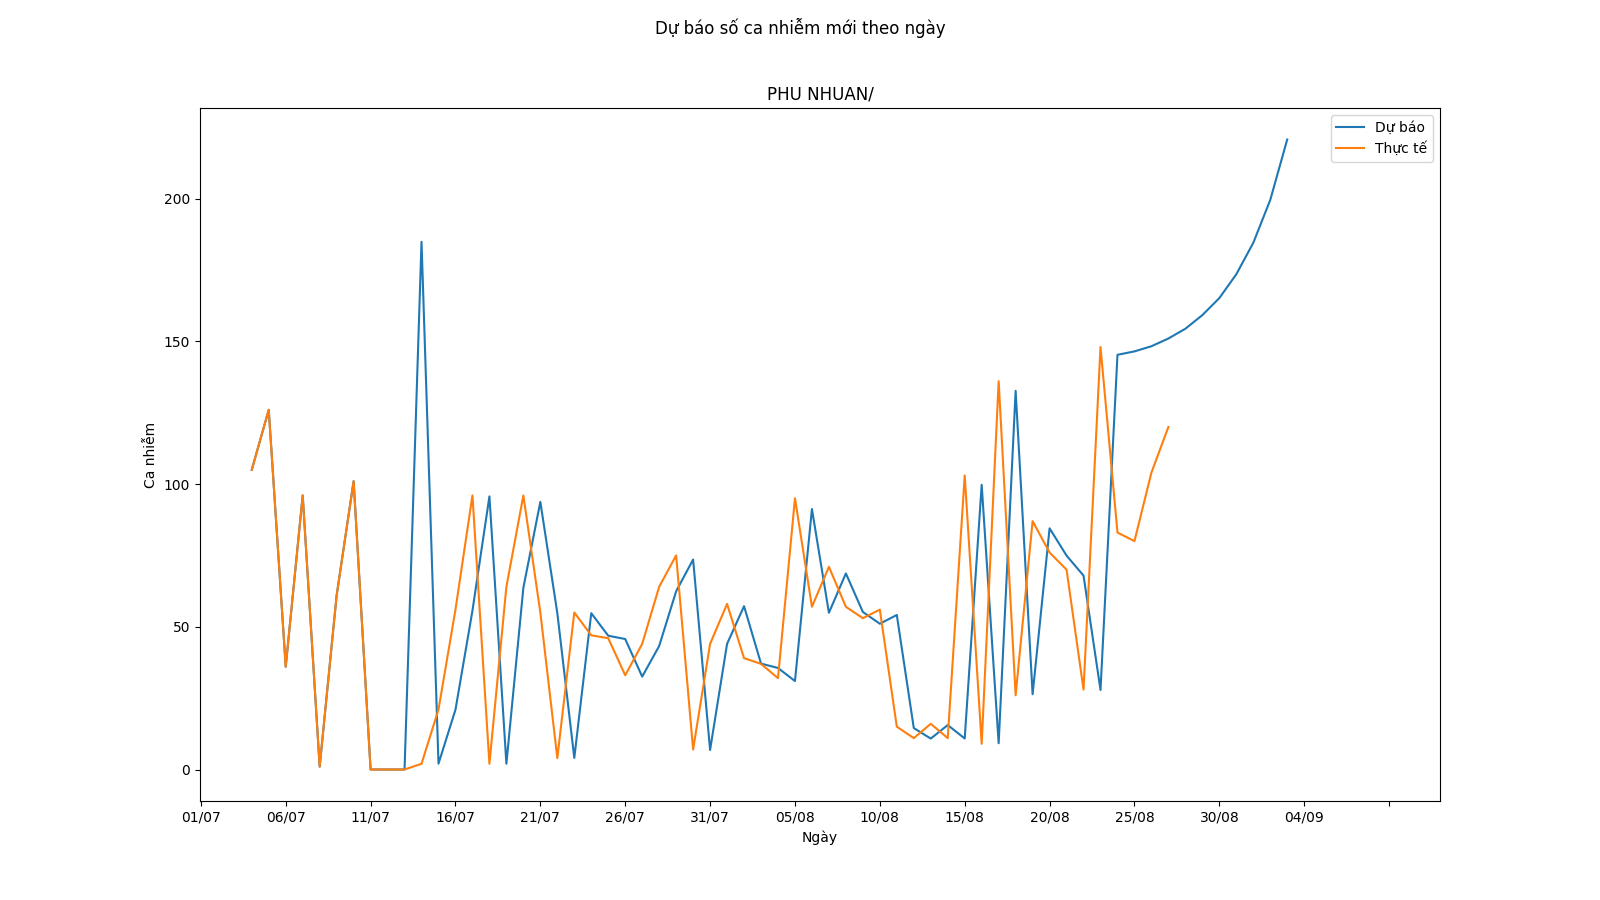 Dự báo số ca nhiễm mới theo ngày
PHU NHUAN/
Dự báo
Thực tế
Ca nhiễm
200
150
100
50
0
01/07 06/07 11/07 16/07 21/07 26/07 31/07 05/08 10/08 15/08 20/08 25/08 30/08 04/09
Ngày